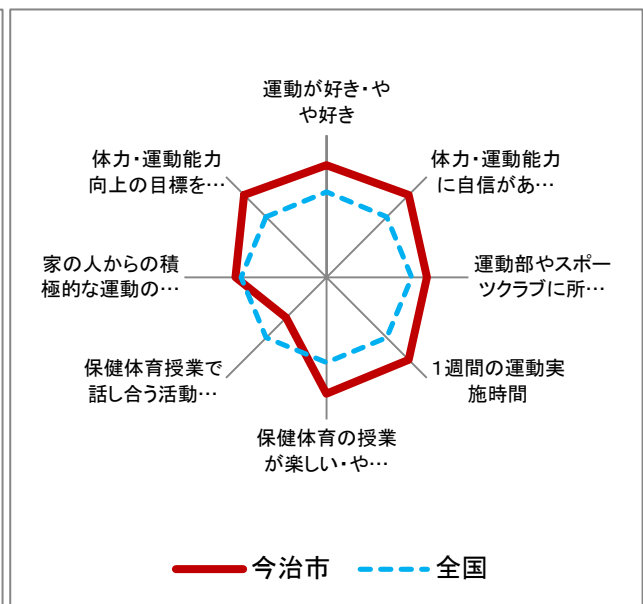 運動が好き・や
や好き
体力・運動能力
に自信があ…
運動部やスポー
ツクラブに所…
1週間の運動実
施時間
保健体育の授業
が楽しい・や…
保健体育授業で
話し合う活動…
家の人からの積
極的な運動の…
体力・運動能力
向上の目標を…
今治市
全国